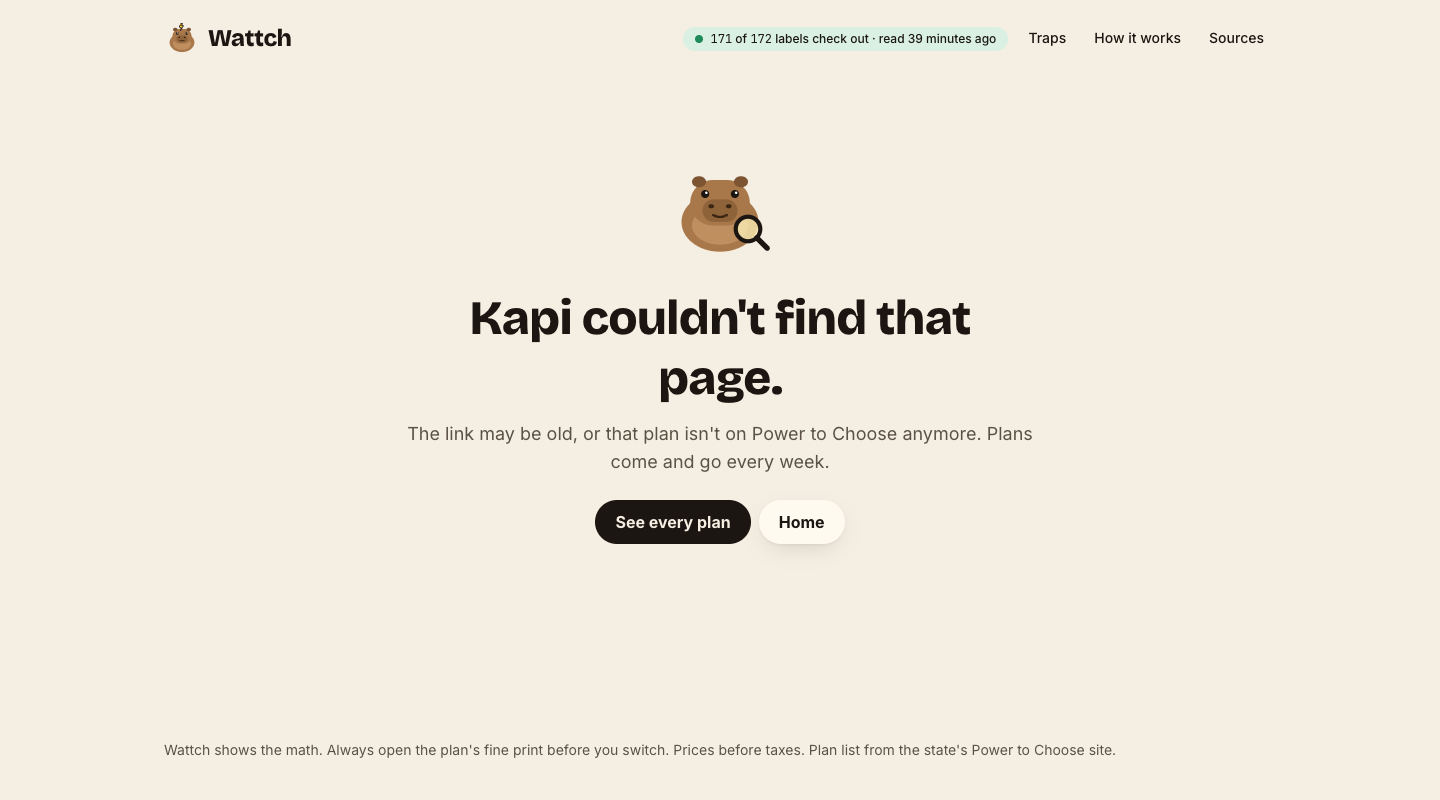 Wattch
171 of 172 labels check out · read 39 minutes ago
Traps
How it works
Sources
Kapi couldn't find that
page.
The link may be old, or that plan isn't on Power to Choose anymore. Plans
come and go every week.
See every plan
Home
Wattch shows the math. Always open the plan's fine print before you switch. Prices before taxes. Plan list from the state's Power to Choose site.